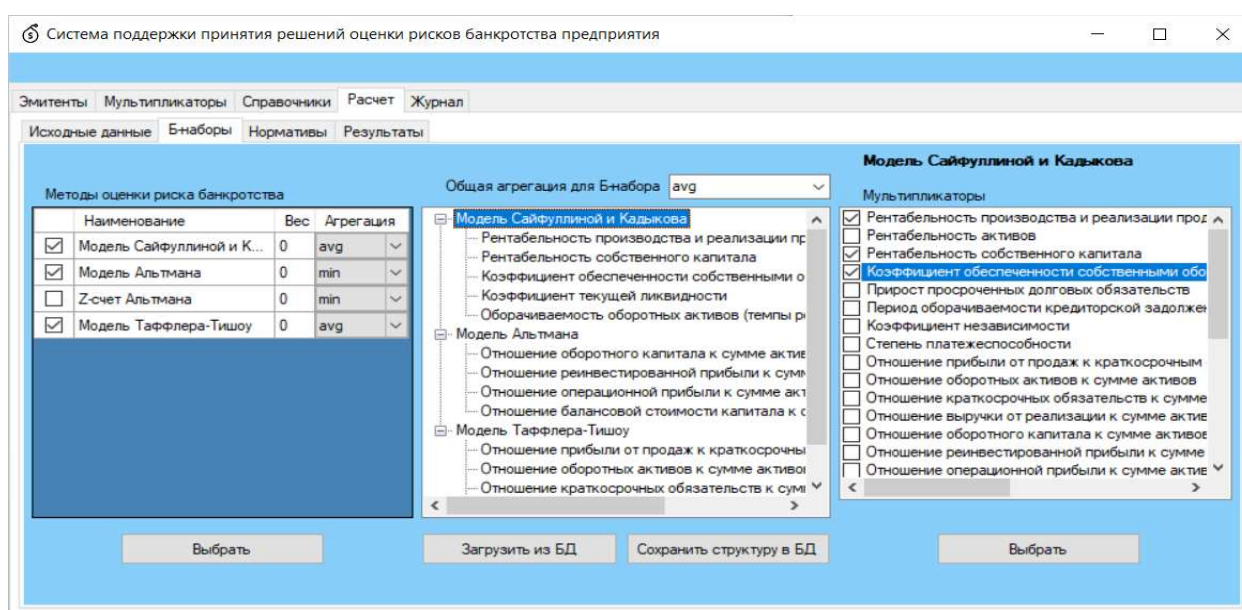 Система поддержки принятия решений оценки рисков банкротства предприятия
Эмитенты Мультипликаторы Справочники Расчет Журнал
Исходные данные Б-наборы Нормативы Результаты
Методы оценки риска банкротства
Наименование Вес Агрегация
Модель Сайфуллиной и К... 0 avg
Модель Альтмана 0 min
Z-счет Альтмана 0 min
Модель Таффлера-Тишоу 0 avg
Выбрать
Общая агрегация для Б-набора avg
Модель Сайфуллиной и Кадыкова
Рентабельность производства и реализации пр
Рентабельность собственного капитала
Коэффициент обеспеченности собственными о
Коэффициент текущей ликвидности
Оборачиваемость оборотных активов (темпы р
Модель Альтмана
Отношение оборотного капитала к сумме актив
Отношение реинвестированной прибыли к сумм
Отношение операционной прибыли к сумме акт
Отношение балансовой стоимости капитала к с
Модель Таффлера-Тишоу
Отношение прибыли от продаж к краткосрочны
Отношение оборотных активов к сумме активов
Отношение краткосрочных обязательств к сумм
Загрузить из БД Сохранить структуру в БД
Модель Сайфуллиной и Кадыкова
Мультипликаторы
Рентабельность производства и реализации прод
Рентабельность активов
Рентабельность собственного капитала
Коэффициент обеспеченности собственными обо
Прирост просроченных долговых обязательств
Период оборачиваемости кредиторской задолжен
Коэффициент независимости
Степень платежеспособности
Отношение прибыли от продаж к краткосрочным
Отношение оборотных активов к сумме активов
Отношение краткосрочных обязательств к сумме
Отношение выручки от реализации к сумме актив
Отношение оборотного капитала к сумме активов
Отношение реинвестированной прибыли к сумме
Отношение операционной прибыли к сумме актив
Выбрать